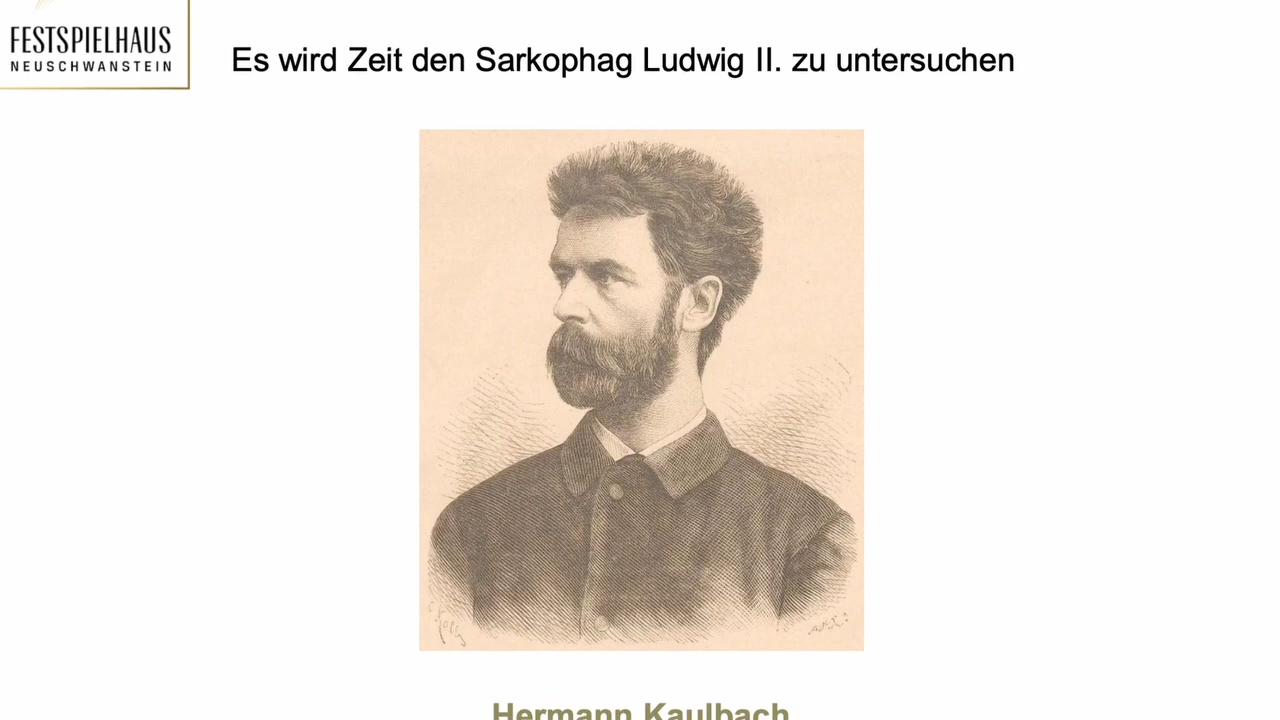 FESTSPIELHAUS
NEUSCHWANSTEIN
Es wird Zeit den Sarkophag Ludwig II. zu untersuchen
Hermann Kaulbach